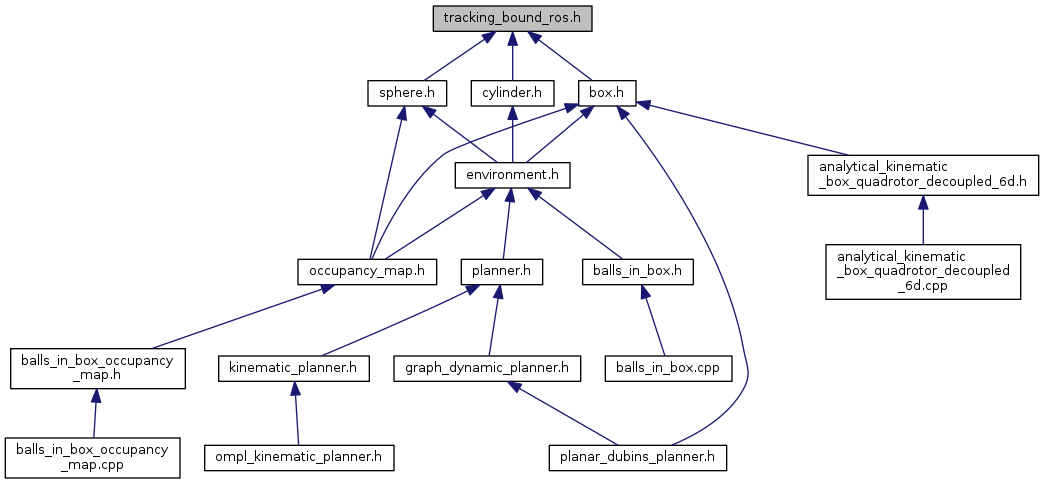 tracking_bound_ros.h
sphere.h
cylinder.h
box.h
environment.h
analytical_kinematic
_box_quadrotor_decoupled_6d.h
occupancy_map.h
planner.h
balls_in_box.h
analytical_kinematic
_box_quadrotor_decoupled
_6d.cpp
balls_in_box_occupancy
_map.h
kinematic_planner.h
graph_dynamic_planner.h
balls_in_box.cpp
balls_in_box_occupancy
_map.cpp
ompl_kinematic_planner.h
planar_dubins_planner.h